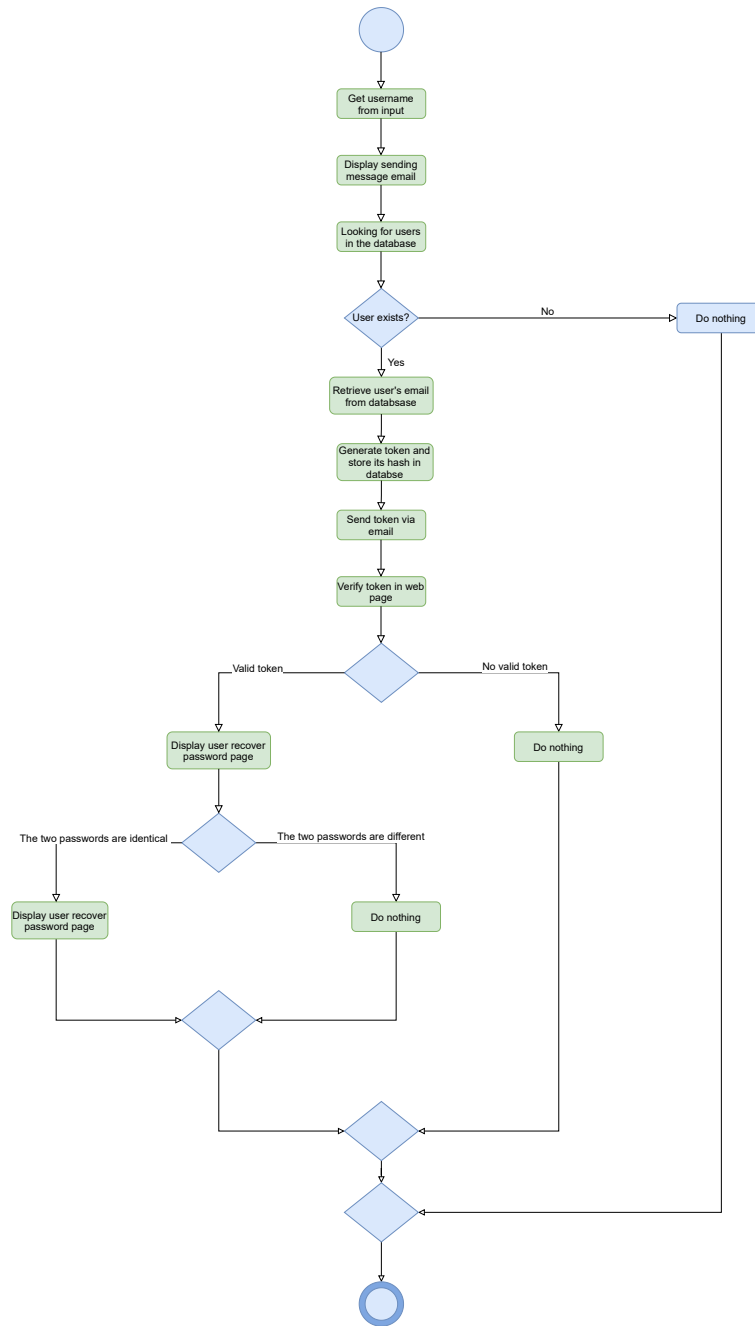 Get username
from input
Display sending
message email
Looking for users
in the database
User exists?
No
Do nothing
Yes
Retrieve user's email
from databsase
Generate token and
store its hash in
databse
Send token via
email
Verify token in web
page
Valid token
No valid token
Display user recover
password page
Do nothing
The two passwords are identical
The two passwords are different
Display user recover
password page
Do nothing